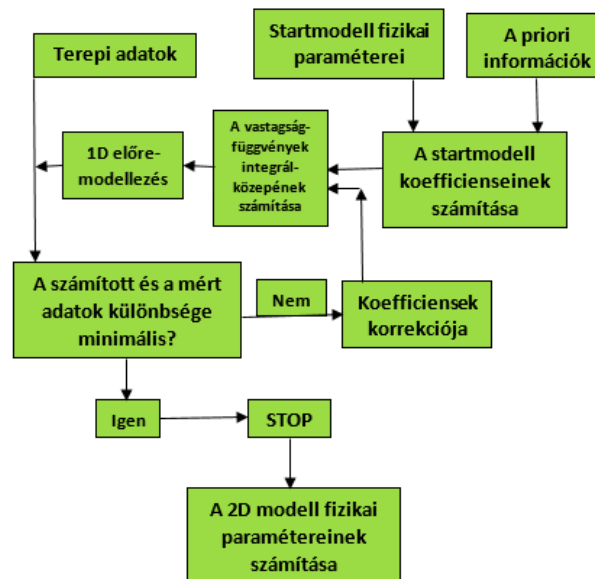 Terepi adatok
Startmodell fizikai
paraméterei
A priori
információk
1D előre-
modellezés
A vastagság-
függvények
integrál-
közepének
számítása
A startmodell
koefficienseinek
számítása
A számított és a mért
adatok különbsége
minimális?
Nem
Koefficiensek
korrekciója
Igen
STOP
A 2D modell fizikai
paramétereinek
számítása